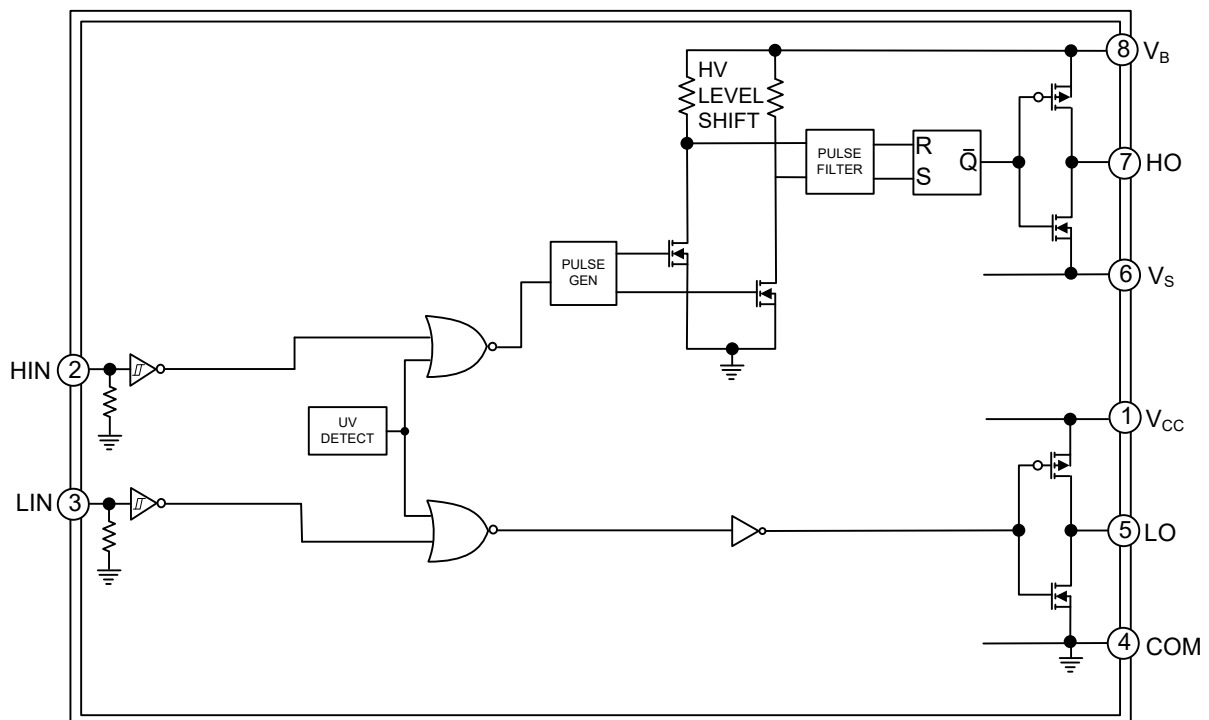 8 V_B
HV
LEVEL
SHIFT
PULSE
FILTER
R
S
Q̄
7 HO
PULSE
GEN
6 V_S
HIN 2
1 V_CC
UV
DETECT
LIN 3
5 LO
4 COM